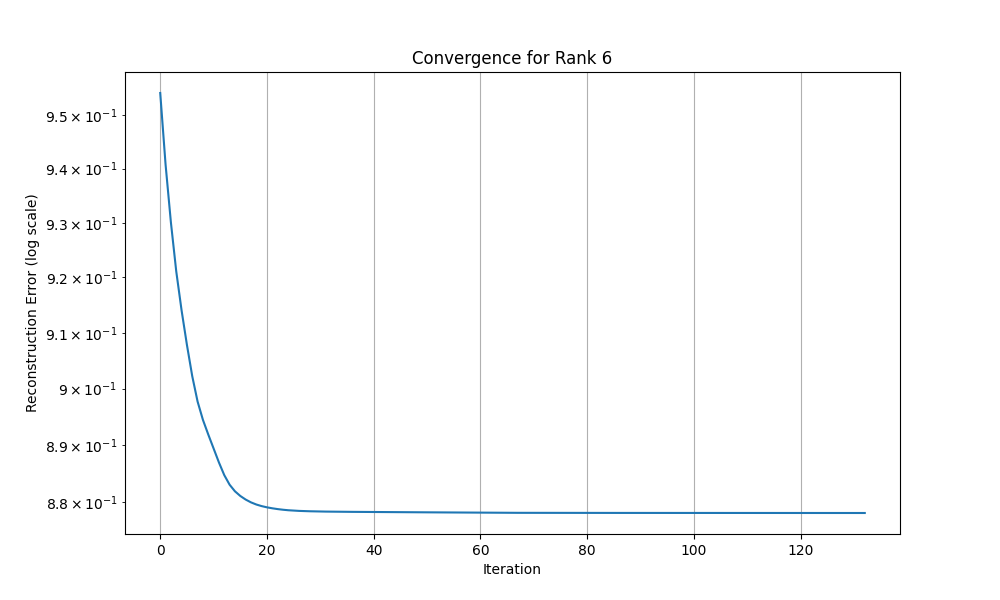 Convergence for Rank 6
Reconstruction Error (log scale)
9.5 × 10⁻¹
9.4 × 10⁻¹
9.3 × 10⁻¹
9.2 × 10⁻¹
9.1 × 10⁻¹
9 × 10⁻¹
8.9 × 10⁻¹
8.8 × 10⁻¹
0 20 40 60 80 100 120
Iteration